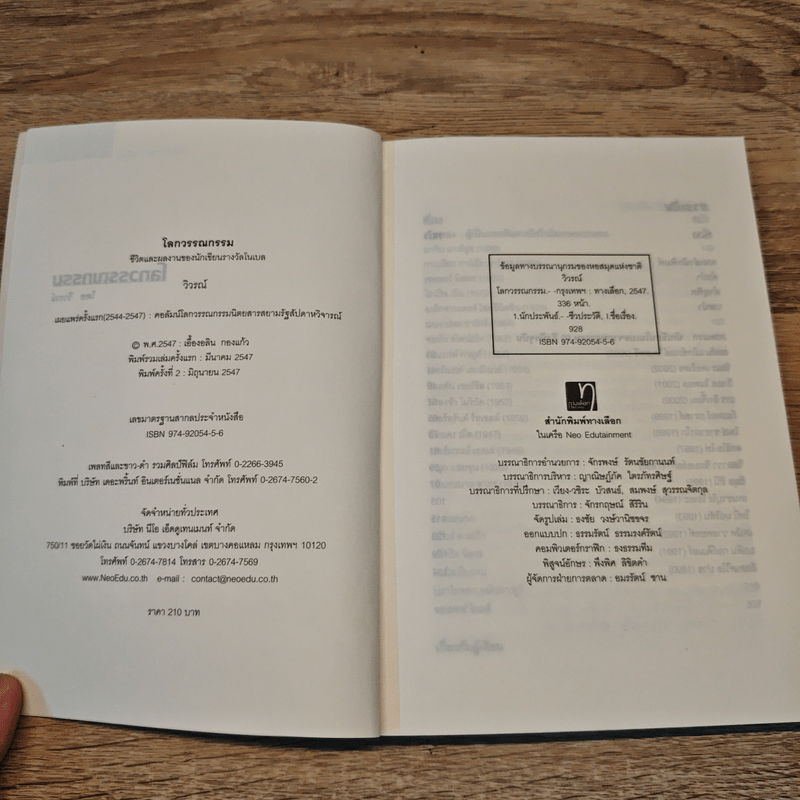 โลกวรรณกรรม
ชีวิตและผลงานของนักเขียนรางวัลโนเบล
วิวรณ์
เผยแพร่ครั้งแรก(2544-2547) : คอลัมน์โลกวรรณกรรมนิตยสารสยามรัฐสัปดาหวิจารณ์
© พ.ศ.2547 : เอื้องอลิน กองแก้ว
พิมพ์รวมเล่มครั้งแรก : มีนาคม 2547
พิมพ์ครั้งที่ 2 : มิถุนายน 2547
เลขมาตรฐานสากลประจำหนังสือ
ISBN 974-92054-5-6
เพลทสีและขาว-ดำ รวมศิลป์ฟิล์ม โทรศัพท์ 0-2266-3945
พิมพ์ที่ บริษัท เดอะพริ้นท์ อินเตอร์เนชั่นแนล จำกัด โทรศัพท์ 0-2674-7560-2
จัดจำหน่ายทั่วประเทศ
บริษัท นีโอ เอ็ดดูเทนเมนท์ จำกัด
750/11 ซอยวัดไผ่เงิน ถนนจันทน์ แขวงบางโคล่ เขตบางคอแหลม กรุงเทพฯ 10120
โทรศัพท์ 0-2674-7814 โทรสาร 0-2674-7569
www.NeoEdu.co.th e-mail : contact@neoedu.co.th
ราคา 210 บาท
ข้อมูลทางบรรณานุกรมของหอสมุดแห่งชาติ
วิวรณ์
โลกวรรณกรรม.- -กรุงเทพฯ : ทางเลือก, 2547.
336 หน้า.
1.นักประพันธ์.- -ชีวประวัติ, I.ชื่อเรื่อง.
928
ISBN 974-92054-5-6
ทางเลือก
สำนักพิมพ์ทางเลือก
ในเครือ Neo Edutainment
บรรณาธิการอำนวยการ : จักรพงษ์ รัตนชัยกานนท์
บรรณาธิการบริหาร : ญาณิษฎ์ภัค ไตรภัทรศิษฐ์
บรรณาธิการที่ปรึกษา : เวียง-วชิระ บัวสนธ์, สมพงษ์ สุวรรณจิตกุล
บรรณาธิการ : จักรกฤษณ์ สิริริน
จัดรูปเล่ม : ธงชัย วงษ์วานิชขจร
ออกแบบปก : ธรรมรัตน์ ธรรมรงค์รัตน์
คอมพิวเตอร์กราฟิก : ธงธรรมทีม
พิสูจน์อักษร : พึงพิศ ลิขิตคำ
ผู้จัดการฝ่ายการตลาด : อมรรัตน์ ชาน